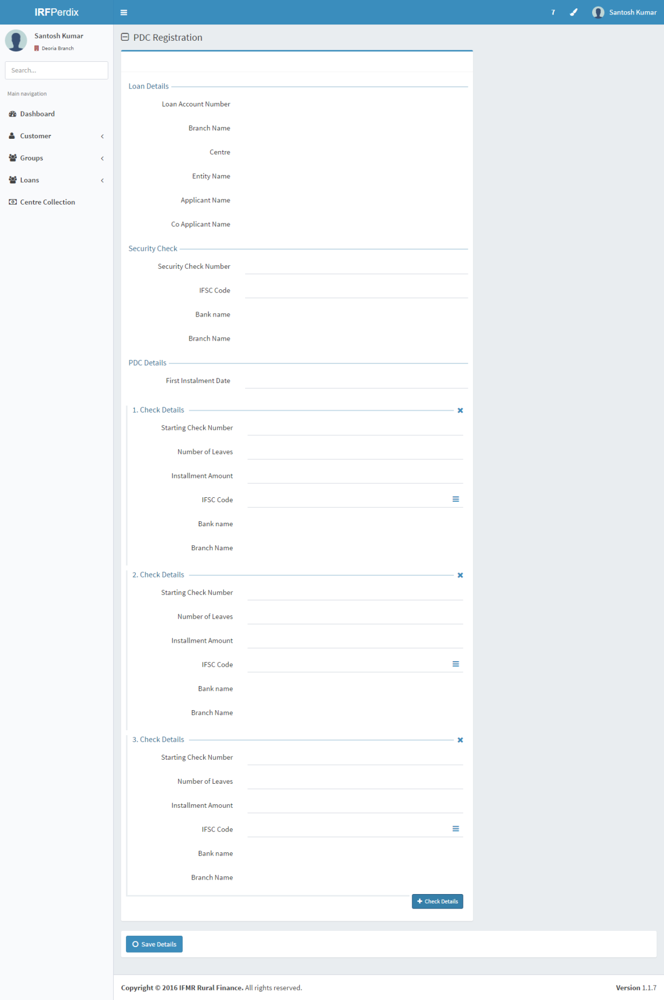 IRFPerdix
7
Santosh Kumar
Santosh Kumar
Deoria Branch
Search...
Main navigation
Dashboard
Customer
Groups
Loans
Centre Collection
PDC Registration
Loan Details
Loan Account Number
Branch Name
Centre
Entity Name
Applicant Name
Co Applicant Name
Security Check
Security Check Number
IFSC Code
Bank name
Branch Name
PDC Details
First Instalment Date
1. Check Details
Starting Check Number
Number of Leaves
Installment Amount
IFSC Code
Bank name
Branch Name
2. Check Details
Starting Check Number
Number of Leaves
Installment Amount
IFSC Code
Bank name
Branch Name
3. Check Details
Starting Check Number
Number of Leaves
Installment Amount
IFSC Code
Bank name
Branch Name
+ Check Details
Save Details
Copyright © 2016 IFMR Rural Finance. All rights reserved.
Version 1.1.7